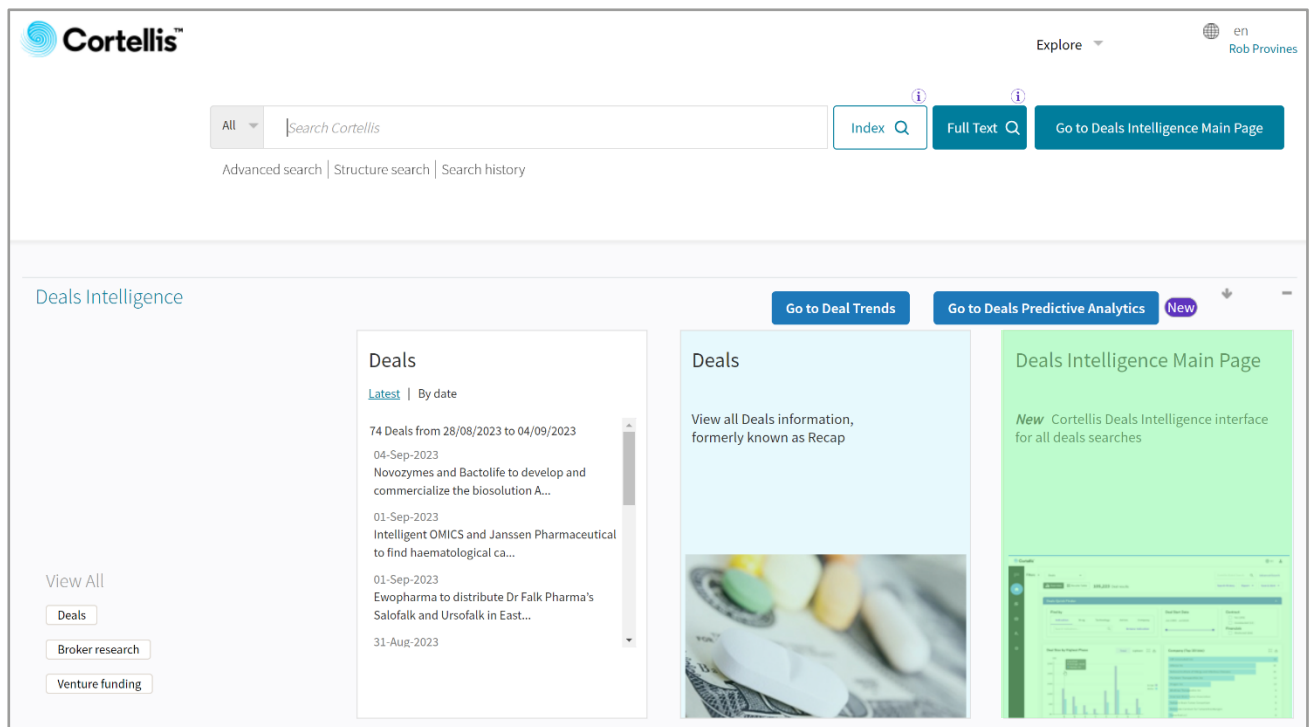 Cortellis™
Explore
en
Rob Provines
All
Search Cortellis
Index
Full Text
Go to Deals Intelligence Main Page
Advanced search | Structure search | Search history
Deals Intelligence
Go to Deal Trends
Go to Deals Predictive Analytics
New
Deals
Latest | By date
74 Deals from 28/08/2023 to 04/09/2023
04-Sep-2023
Novozymes and Bactolife to develop and
commercialize the biosolution A...
01-Sep-2023
Intelligent OMICS and Janssen Pharmaceutical
to find haematological ca...
01-Sep-2023
Ewopharma to distribute Dr Falk Pharma's
Salofalk and Ursofalk in East...
31-Aug-2023
Deals
View all Deals information,
formerly known as Recap
Deals Intelligence Main Page
New Cortellis Deals Intelligence interface
for all deals searches
View All
Deals
Broker research
Venture funding